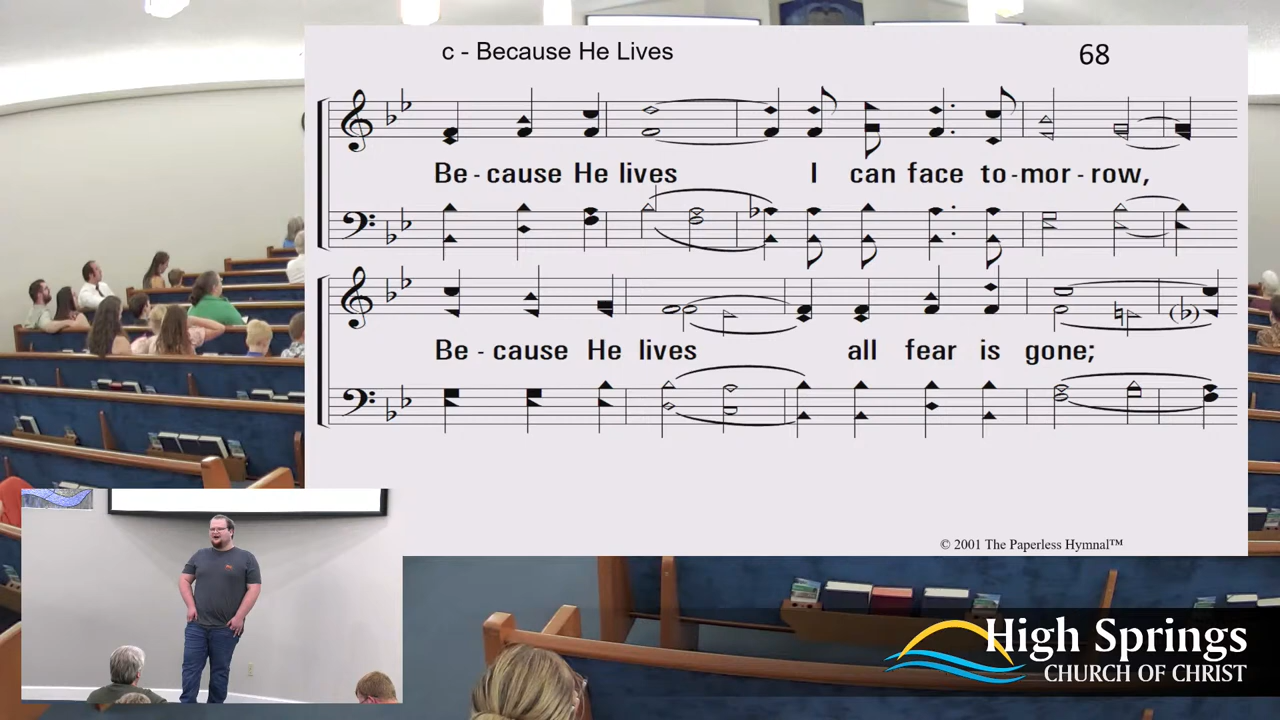 c - Because He Lives
68
Be - cause He lives I can face to - mor - row,
Be - cause He lives all fear is gone;
© 2001 The Paperless Hymnal™
High Springs
CHURCH OF CHRIST